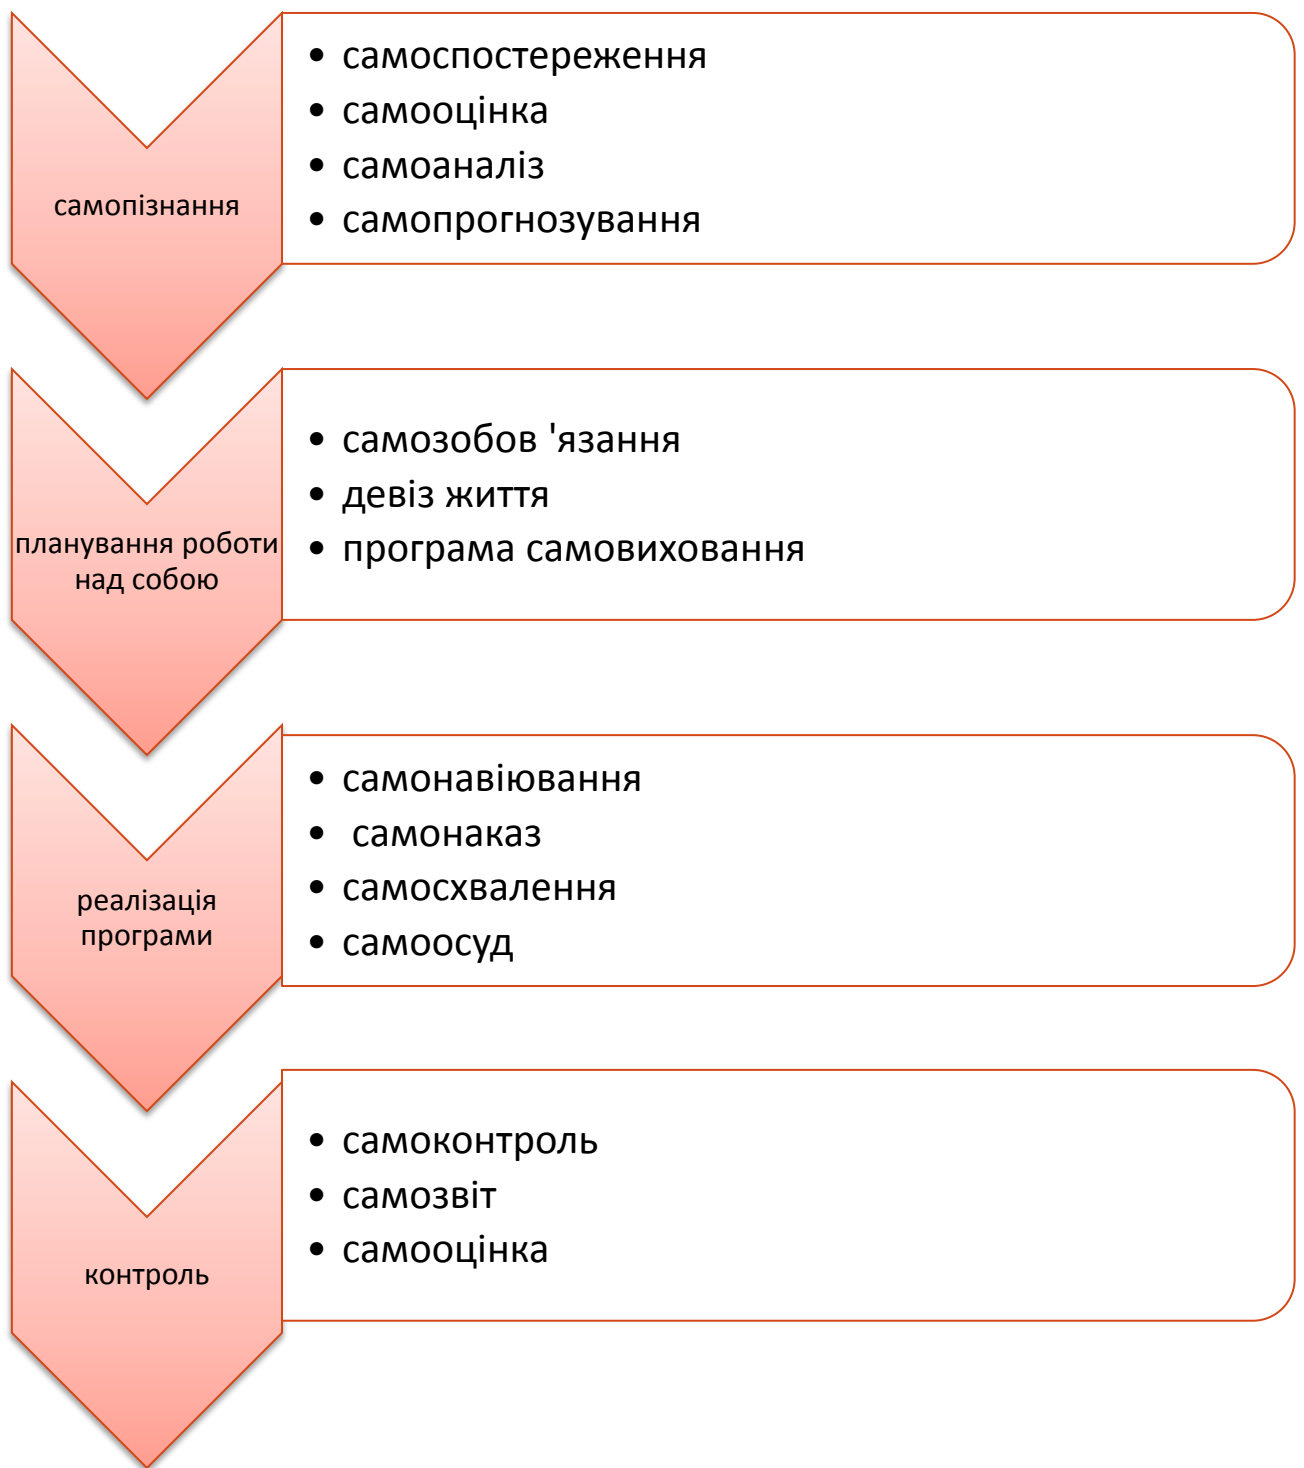 самопізнання
• самоспостереження
• самооцінка
• самоаналіз
• самопрогнозування
планування роботи
над собою
• самозобов 'язання
• девіз життя
• програма самовиховання
реалізація
програми
• самонавіювання
• самонаказ
• самосхвалення
• самоосуд
контроль
• самоконтроль
• самозвіт
• самооцінка